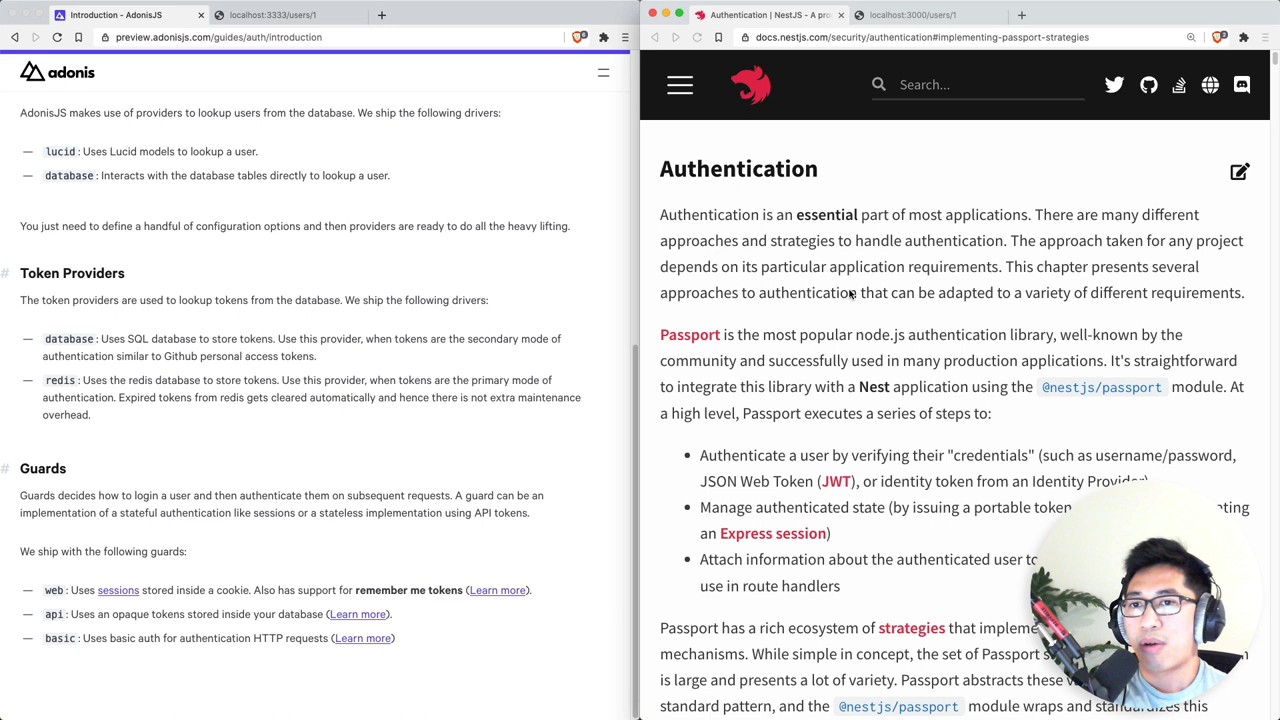 Introduction - AdonisJS
localhost:3333/users/1
preview.adonisjs.com/guides/auth/introduction
adonis
AdonisJS makes use of providers to lookup users from the database. We ship the following drivers:
— lucid: Uses Lucid models to lookup a user.
— database: Interacts with the database tables directly to lookup a user.
You just need to define a handful of configuration options and then providers are ready to do all the heavy lifting.
# Token Providers
The token providers are used to lookup tokens from the database. We ship the following drivers:
— database: Uses SQL database to store tokens. Use this provider, when tokens are the secondary mode of
authentication similar to Github personal access tokens.
— redis: Uses the redis database to store tokens. Use this provider, when tokens are the primary mode of
authentication. Expired tokens from redis gets cleared automatically and hence there is not extra maintenance
overhead.
# Guards
Guards decides how to login a user and then authenticate them on subsequent requests. A guard can be an
implementation of a stateful authentication like sessions or a stateless implementation using API tokens.
We ship with the following guards:
— web: Uses sessions stored inside a cookie. Also has support for remember me tokens (Learn more).
— api: Uses an opaque tokens stored inside your database (Learn more).
— basic: Uses basic auth for authentication HTTP requests (Learn more)
Authentication | NestJS - A pro
localhost:3000/users/1
docs.nestjs.com/security/authentication#implementing-passport-strategies
Search...
Authentication
Authentication is an essential part of most applications. There are many different
approaches and strategies to handle authentication. The approach taken for any project
depends on its particular application requirements. This chapter presents several
approaches to authentication that can be adapted to a variety of different requirements.
Passport is the most popular node.js authentication library, well-known by the
community and successfully used in many production applications. It's straightforward
to integrate this library with a Nest application using the @nestjs/passport module. At
a high level, Passport executes a series of steps to:
• Authenticate a user by verifying their "credentials" (such as username/password,
JSON Web Token (JWT), or identity token from an Identity Provider)
• Manage authenticated state (by issuing a portable token
an Express session)
• Attach information about the authenticated user to
use in route handlers
Passport has a rich ecosystem of strategies that impleme
mechanisms. While simple in concept, the set of Passport
is large and presents a lot of variety. Passport abstracts these
standard pattern, and the @nestjs/passport module wraps and standardizes this